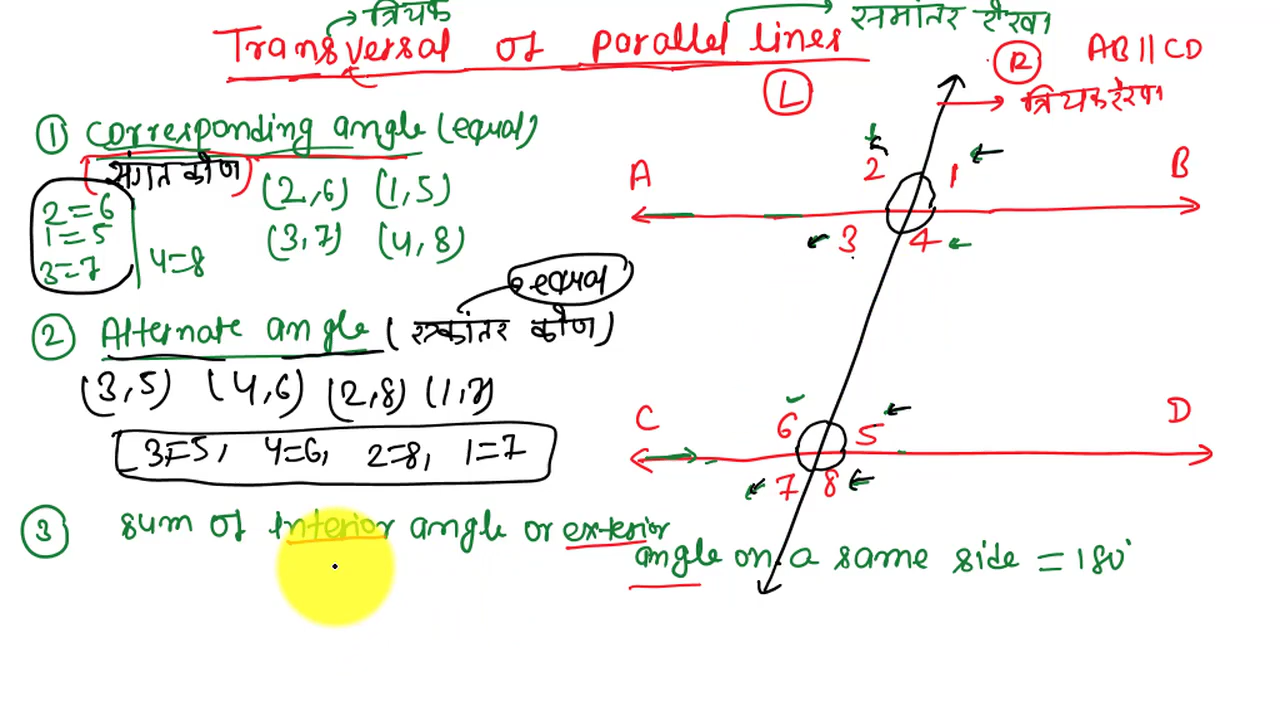 त्रियक
समांतर रेखा
Transversal of parallel lines
L
R
AB || CD
त्रियक रेखा
① Corresponding angle (equal)
(संगत कोण)
(2,6) (1,5)
(3,7) (4,8)
2=6
1=5
3=7
4=8
equal
② Alternate angle (एकांतर कोण)
(3,5) (4,6) (2,8) (1,7)
3=5, 4=6, 2=8, 1=7
③ sum of interior angle or exterior
angle on a same side = 180°
2 1
A B
3 4
C 6 5 D
7 8